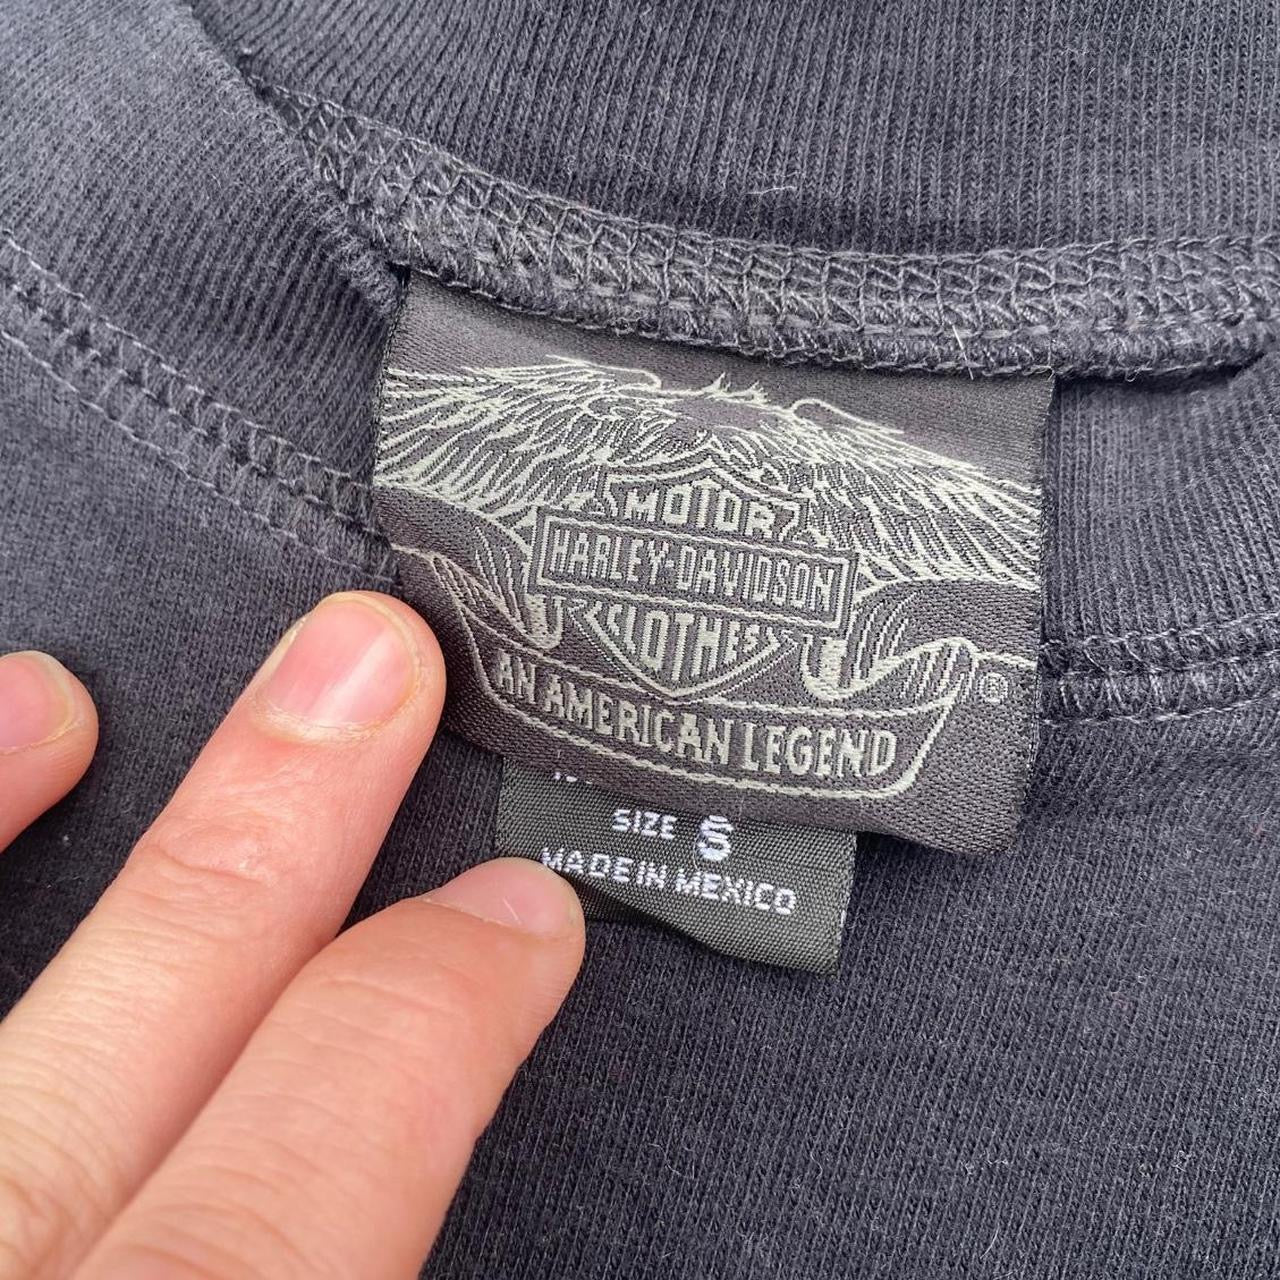 MOTOR
HARLEY-DAVIDSON
CLOTHES
AN AMERICAN LEGEND
®
SIZE S
MADE IN MEXICO